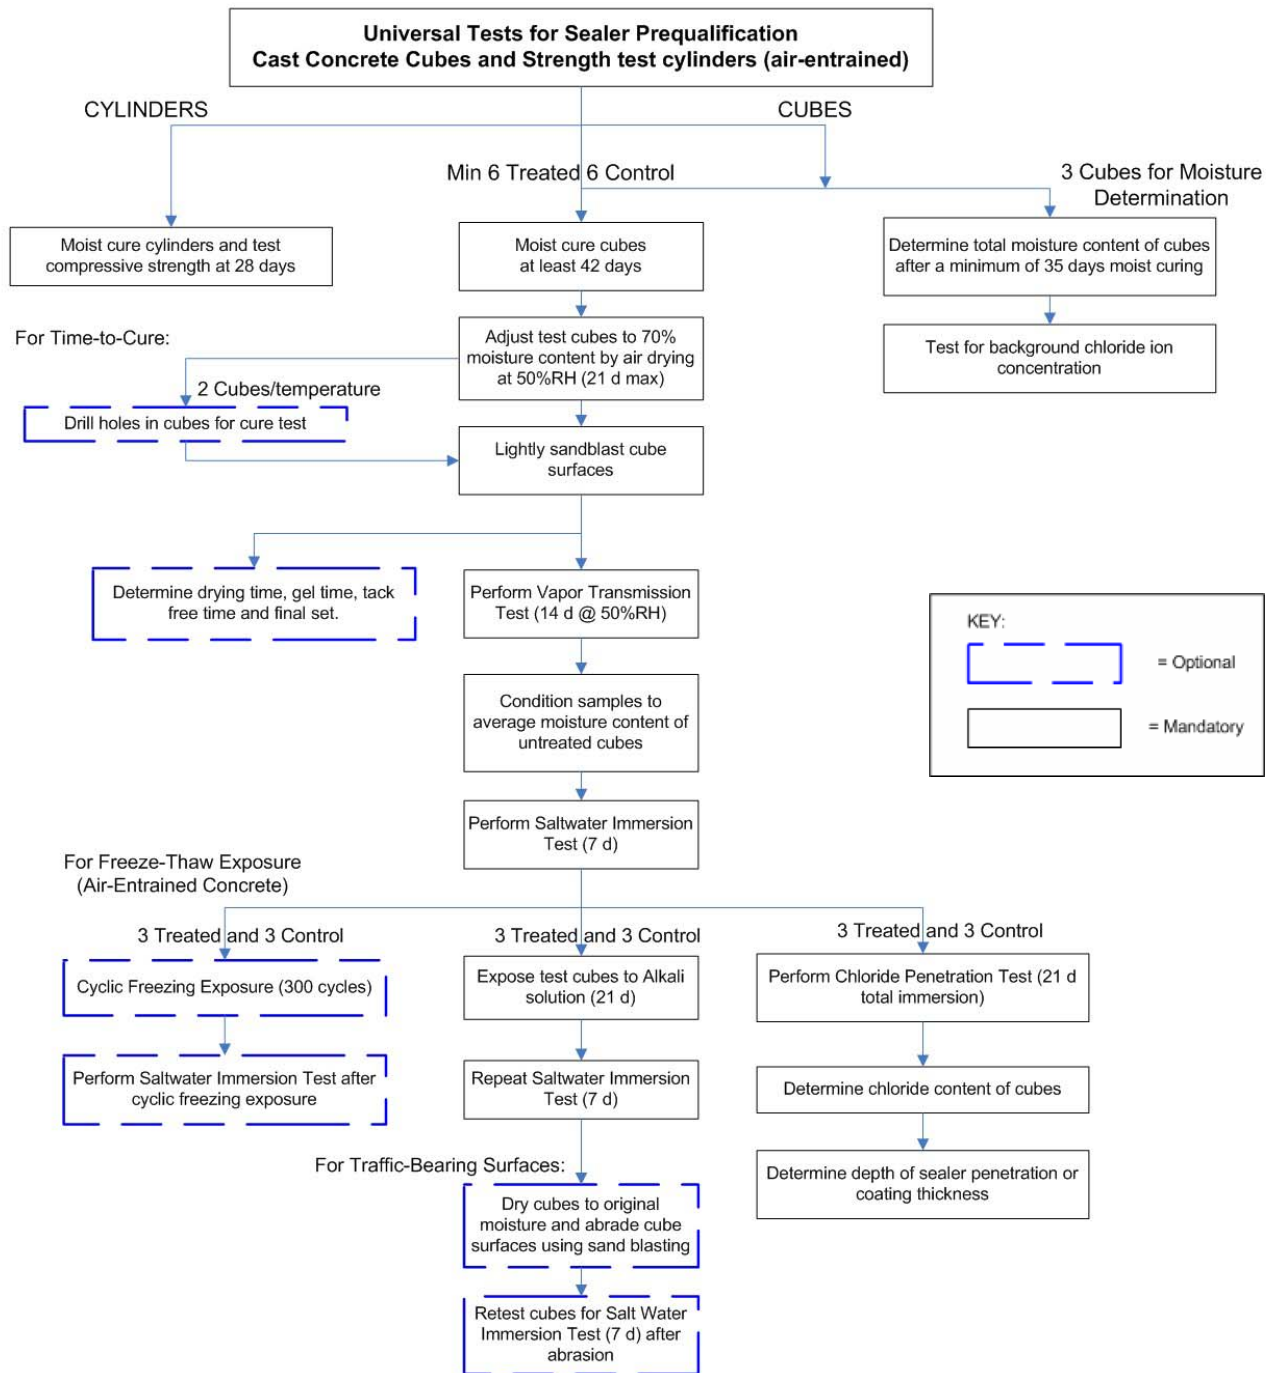 Universal Tests for Sealer Prequalification
Cast Concrete Cubes and Strength test cylinders (air-entrained)
CYLINDERS
CUBES
Min 6 Treated 6 Control
3 Cubes for Moisture
Determination
Moist cure cylinders and test
compressive strength at 28 days
Moist cure cubes
at least 42 days
Determine total moisture content of cubes
after a minimum of 35 days moist curing
For Time-to-Cure:
Adjust test cubes to 70%
moisture content by air drying
at 50%RH (21 d max)
Test for background chloride ion
concentration
2 Cubes/temperature
Drill holes in cubes for cure test
Lightly sandblast cube
surfaces
Determine drying time, gel time, tack
free time and final set.
Perform Vapor Transmission
Test (14 d @ 50%RH)
KEY:
= Optional
= Mandatory
Condition samples to
average moisture content of
untreated cubes
Perform Saltwater Immersion
Test (7 d)
For Freeze-Thaw Exposure
(Air-Entrained Concrete)
3 Treated and 3 Control
3 Treated and 3 Control
3 Treated and 3 Control
Cyclic Freezing Exposure (300 cycles)
Expose test cubes to Alkali
solution (21 d)
Perform Chloride Penetration Test (21 d
total immersion)
Perform Saltwater Immersion Test after
cyclic freezing exposure
Repeat Saltwater Immersion
Test (7 d)
Determine chloride content of cubes
For Traffic-Bearing Surfaces:
Determine depth of sealer penetration or
coating thickness
Dry cubes to original
moisture and abrade cube
surfaces using sand blasting
Retest cubes for Salt Water
Immersion Test (7 d) after
abrasion